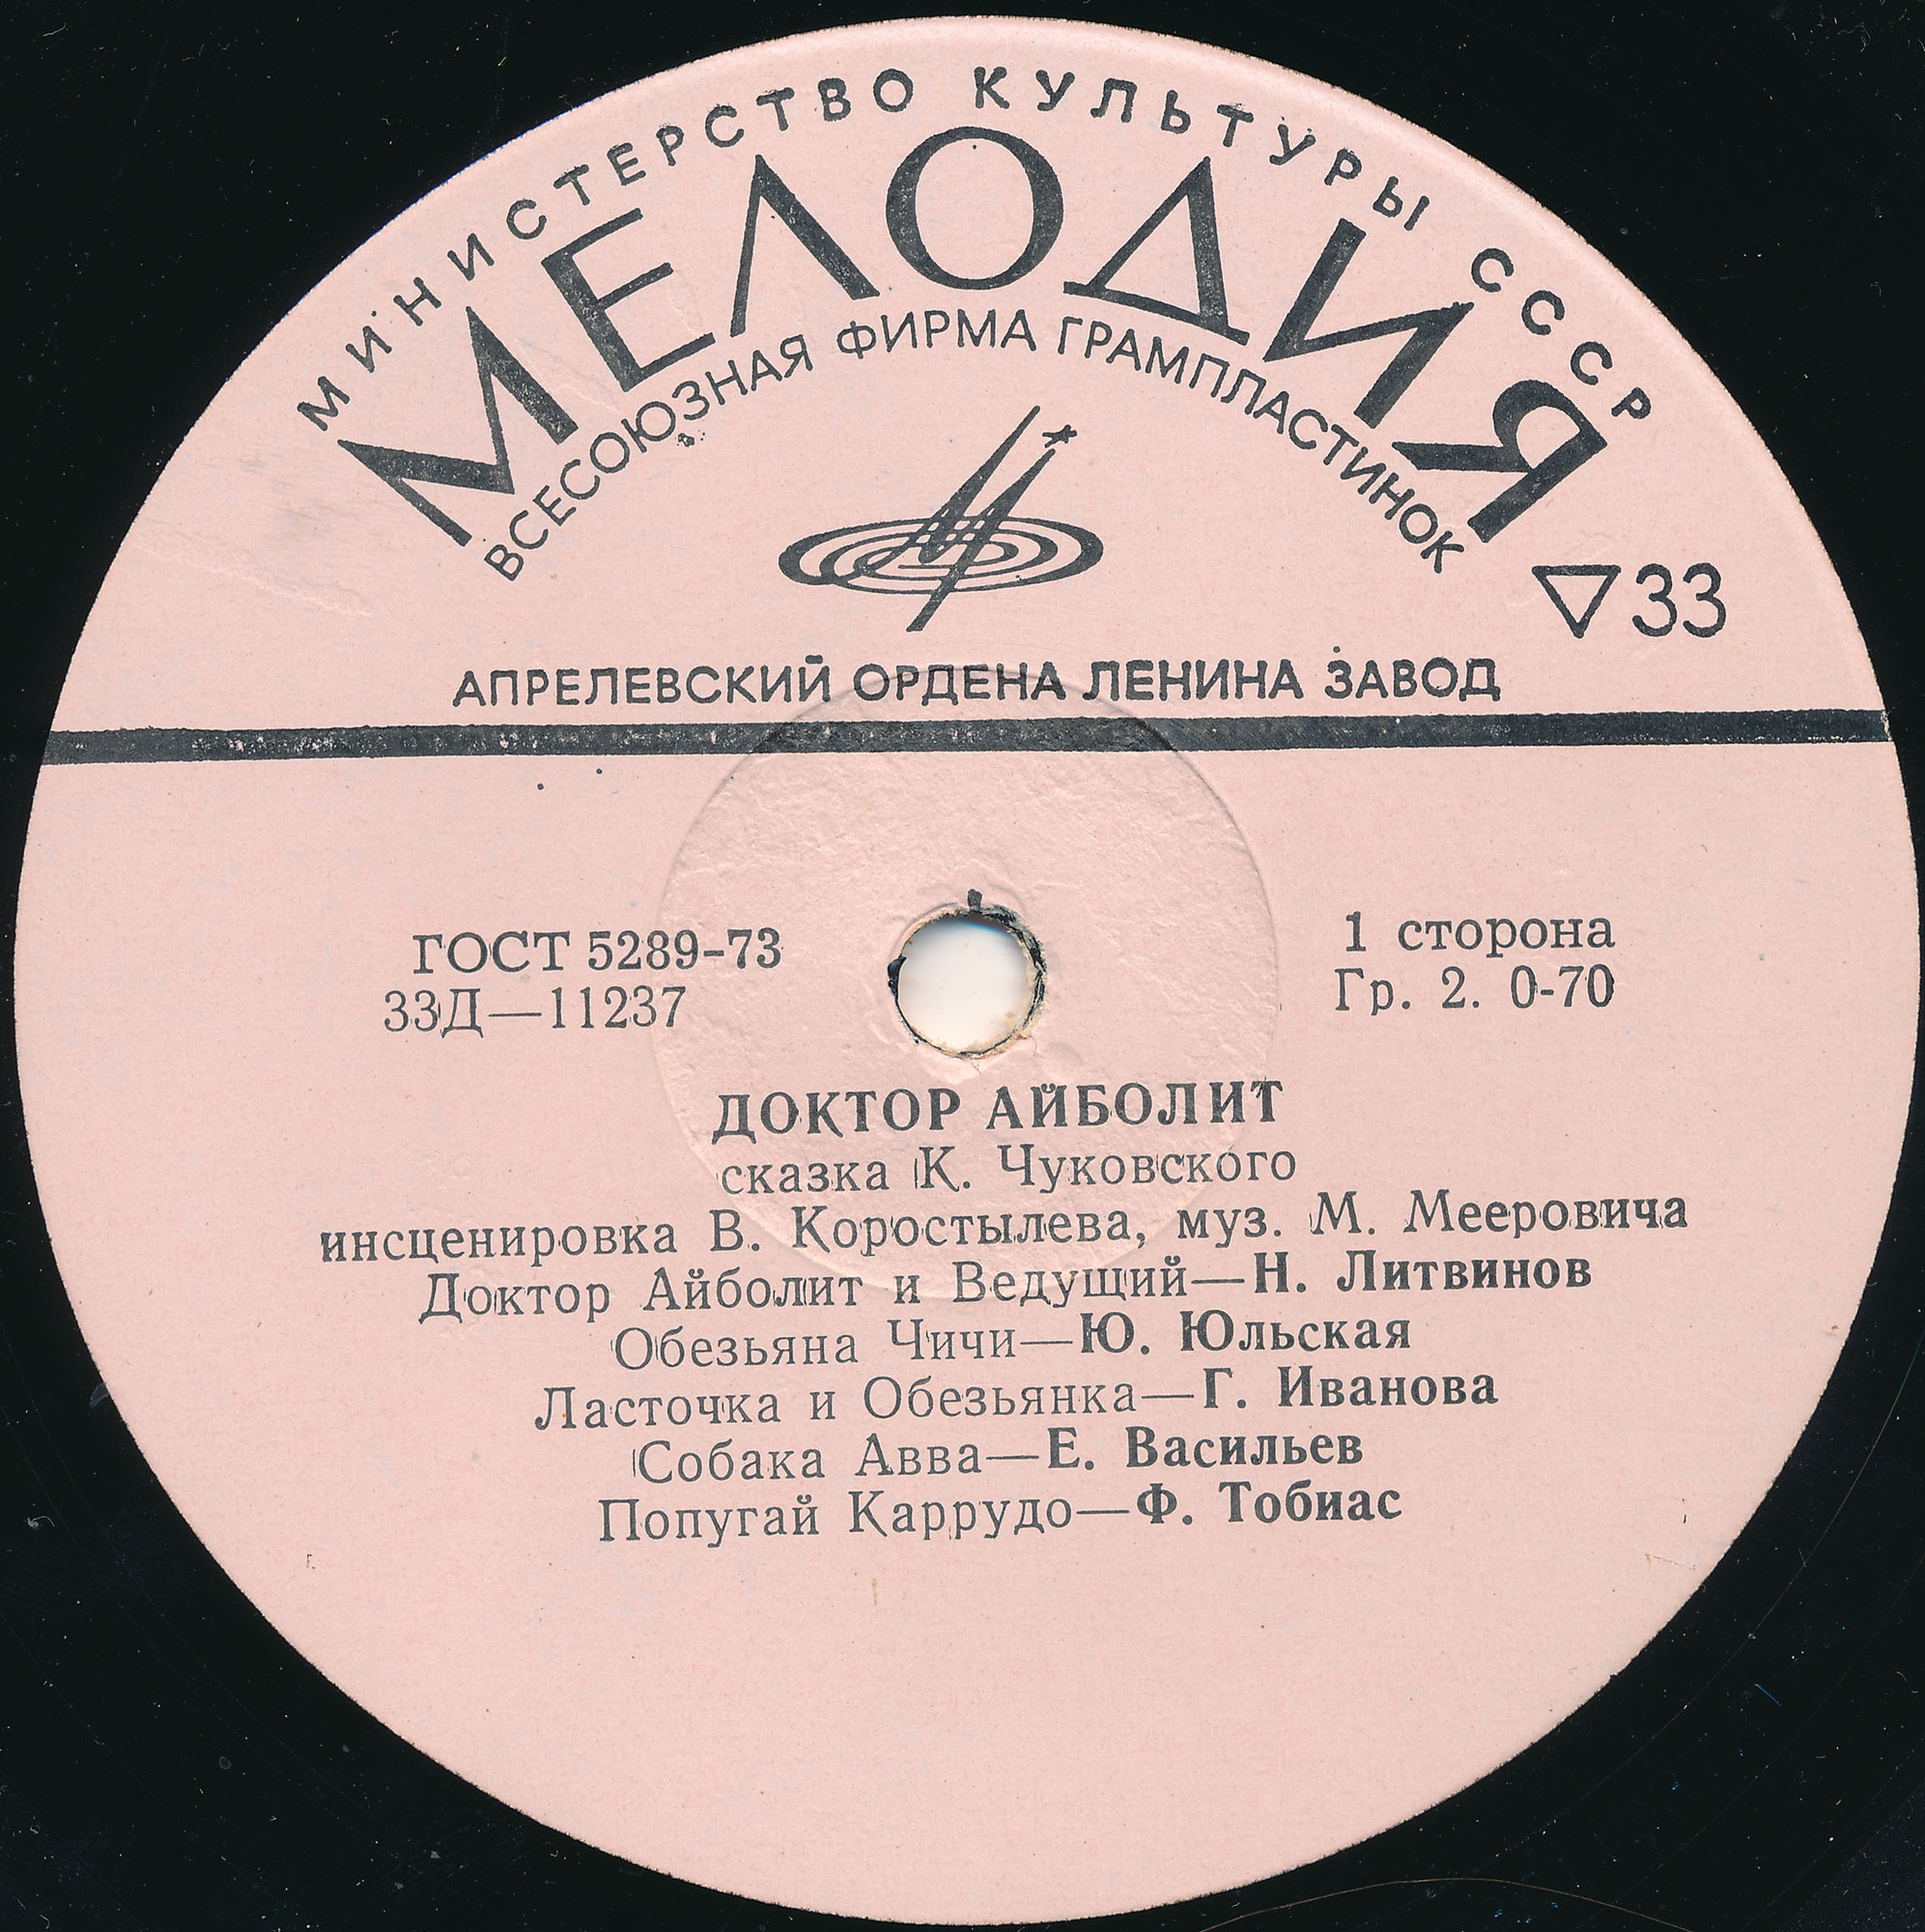 МИНИСТЕРСТВО КУЛЬТУРЫ СССР
МЕЛОДИЯ
ВСЕСОЮЗНАЯ ФИРМА ГРАМПЛАСТИНОК
33
АПРЕЛЕВСКИЙ ОРДЕНА ЛЕНИНА ЗАВОД
ГОСТ 5289-73
33Д—11237
1 сторона
Гр. 2. 0-70
ДОКТОР АЙБОЛИТ
сказка К. Чуковского
инсценировка В. Коростылева, муз. М. Мееровича
Доктор Айболит и Ведущий—Н. Литвинов
Обезьяна Чичи—Ю. Юльская
Ласточка и Обезьянка—Г. Иванова
Собака Авва—Е. Васильев
Попугай Каррудо—Ф. Тобиас